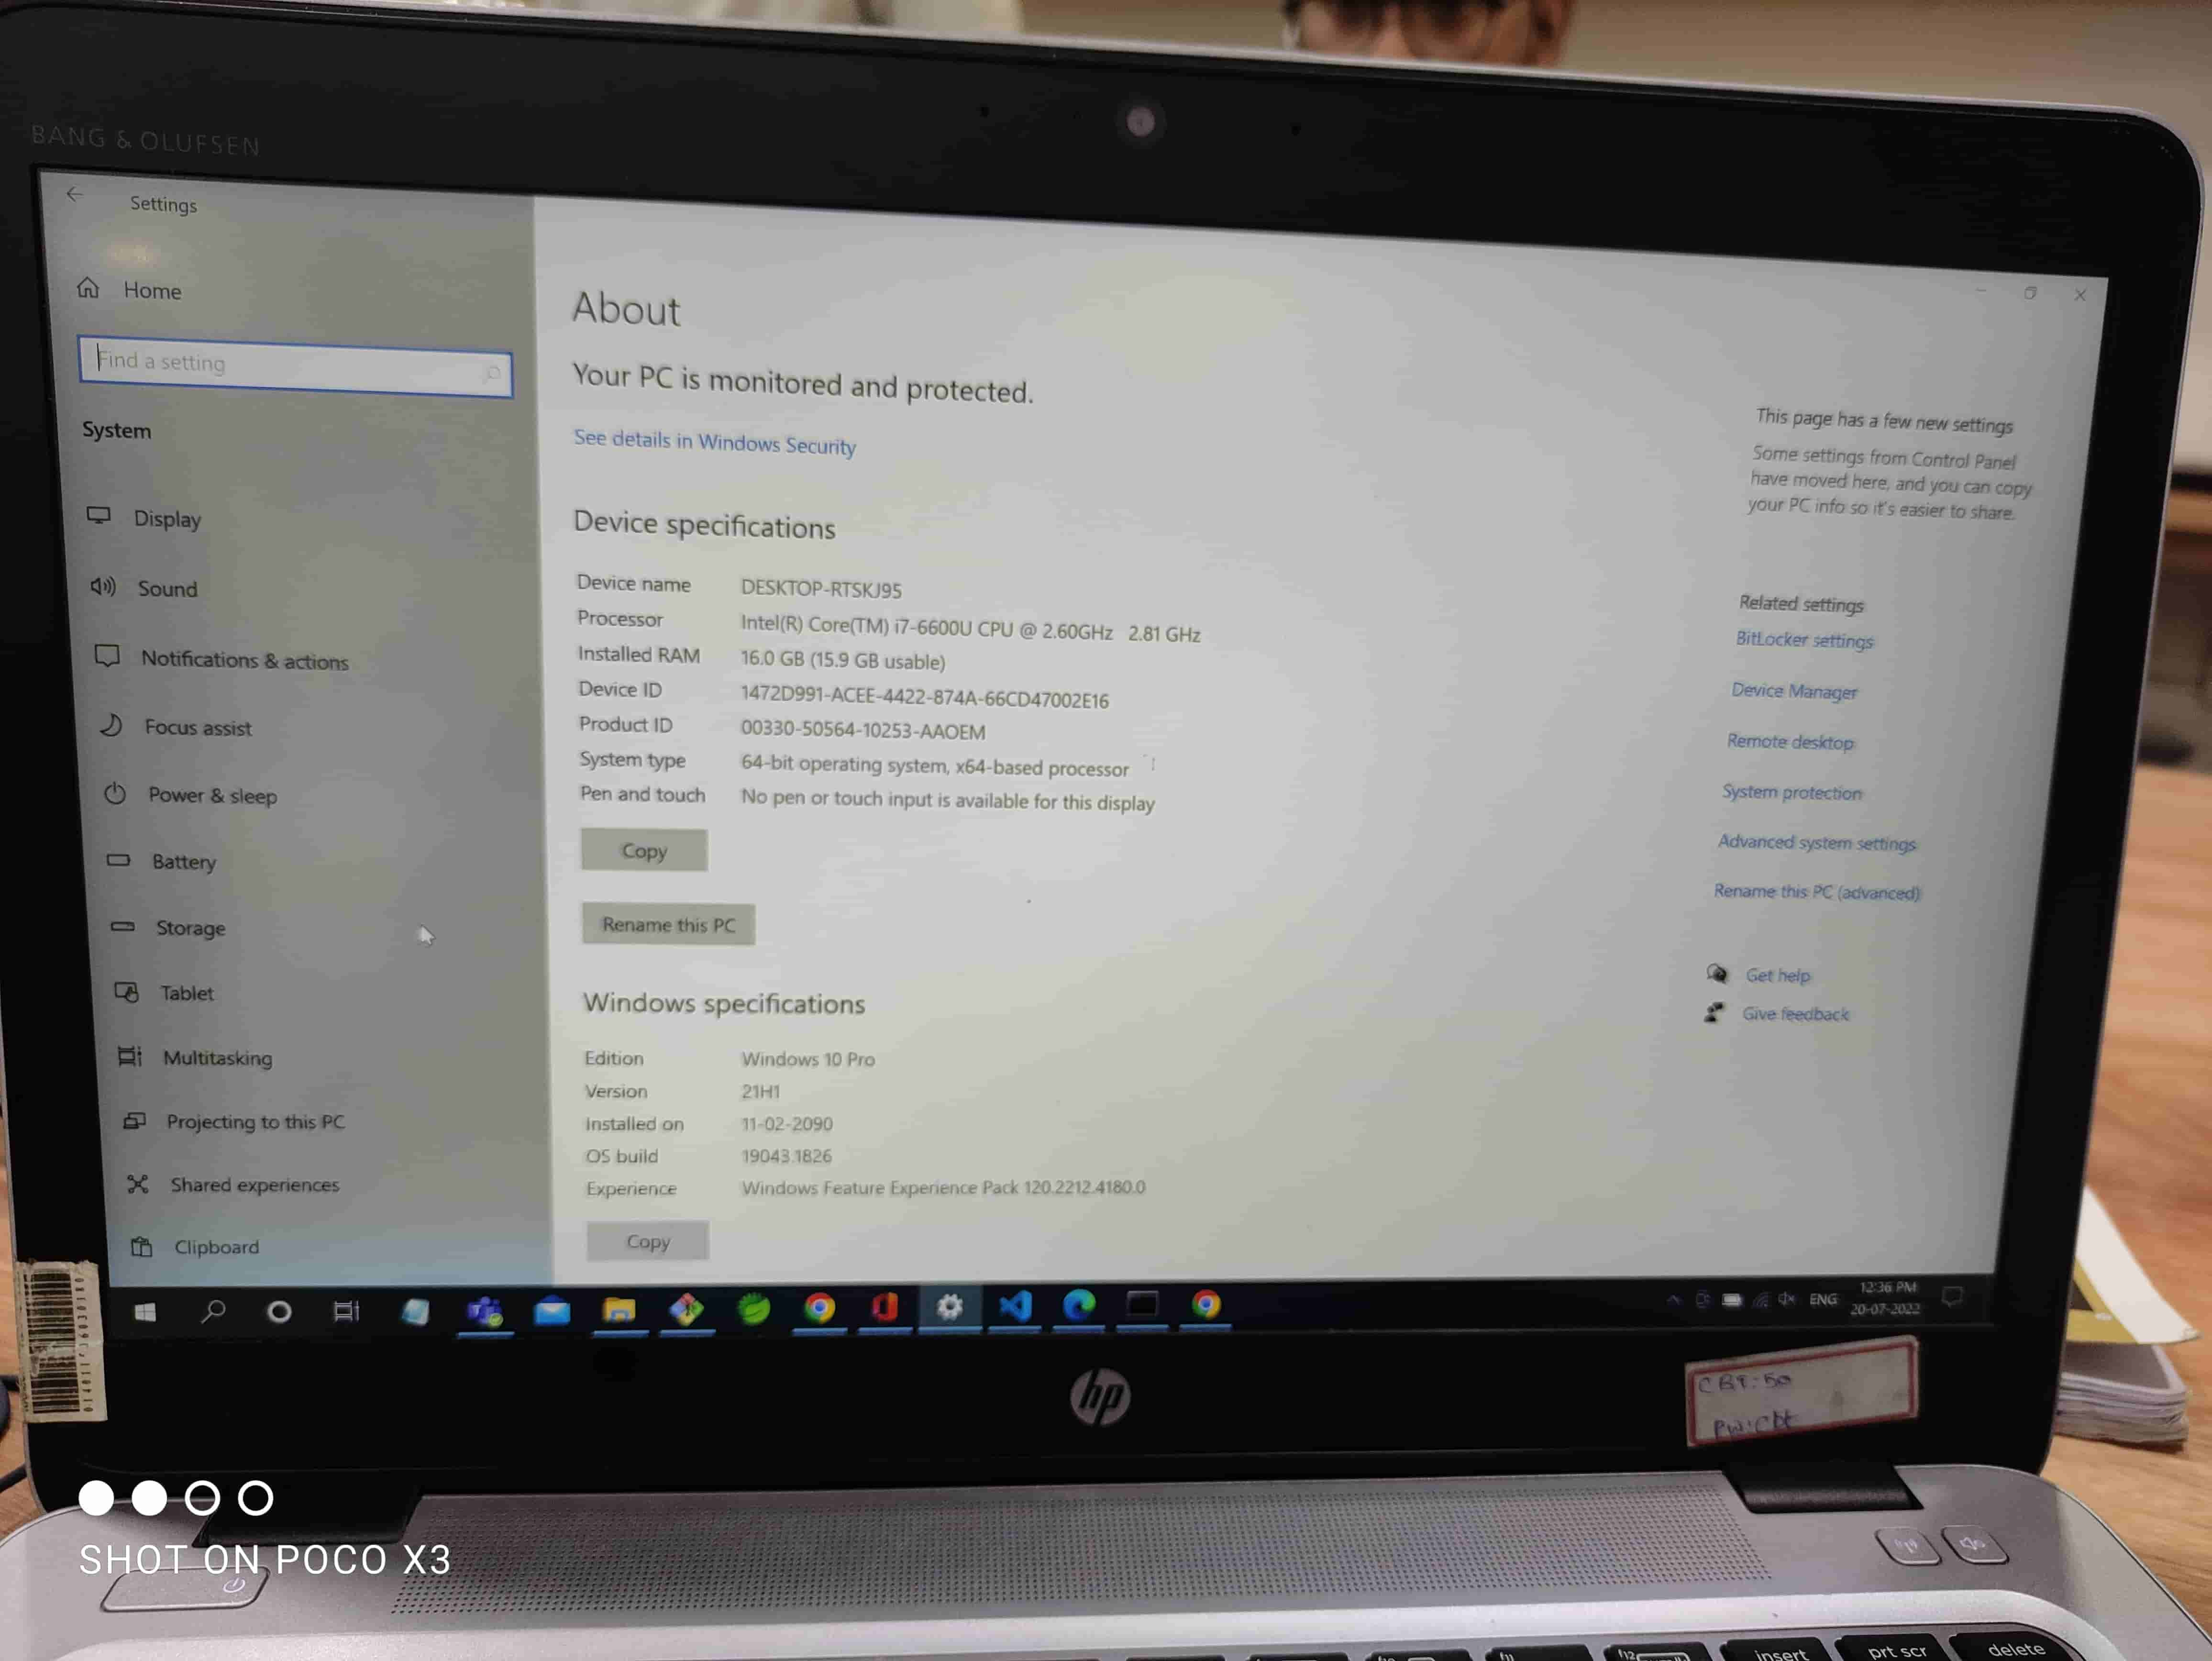 BANG & OLUFSEN
Settings
Home
Find a setting
System
Display
Sound
Notifications & actions
Focus assist
Power & sleep
Battery
Storage
Tablet
Multitasking
Projecting to this PC
Shared experiences
Clipboard
About
Your PC is monitored and protected.
See details in Windows Security
Device specifications
Device name DESKTOP-RTSKJ95
Processor Intel(R) Core(TM) i7-6600U CPU @ 2.60GHz 2.81 GHz
Installed RAM 16.0 GB (15.9 GB usable)
Device ID 1472D991-ACEE-4422-874A-66CD47002E16
Product ID 00330-50564-10253-AAOEM
System type 64-bit operating system, x64-based processor
Pen and touch No pen or touch input is available for this display
Copy
Rename this PC
Windows specifications
Edition Windows 10 Pro
Version 21H1
Installed on 11-02-2090
OS build 19043.1826
Experience Windows Feature Experience Pack 120.2212.4180.0
Copy
This page has a few new settings
Some settings from Control Panel
have moved here, and you can copy
your PC info so it's easier to share.
Related settings
BitLocker settings
Device Manager
Remote desktop
System protection
Advanced system settings
Rename this PC (advanced)
Get help
Give feedback
ENG
12:36 PM
20-07-2022
hp
SHOT ON POCO X3
f11
f12
insert
prt scr
delete